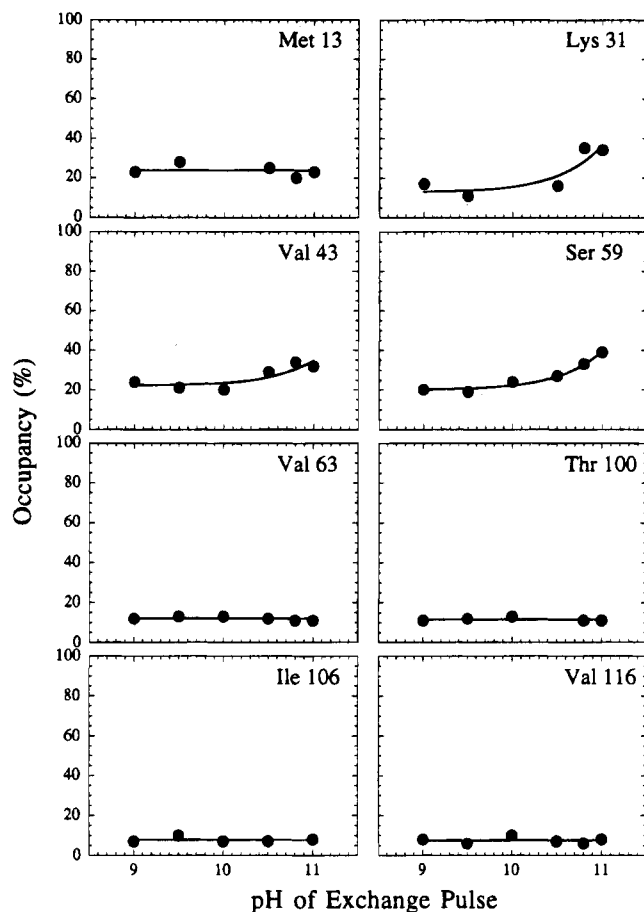 Met 13
Lys 31
100
80
60
40
20
0
Val 43
Ser 59
100
80
60
40
20
0
Val 63
Thr 100
100
80
60
40
20
0
Ile 106
Val 116
100
80
60
40
20
0
9 10 11
9 10 11
Occupancy (%)
pH of Exchange Pulse